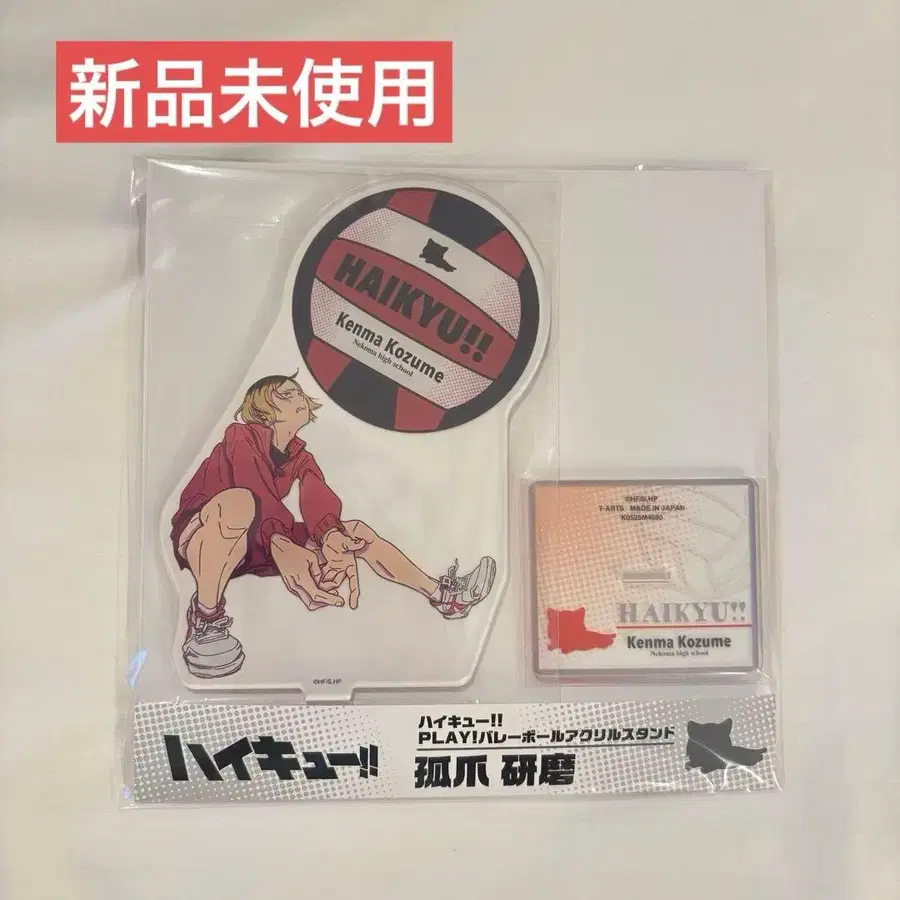 新品未使用
HAIKYU!!
Kenma Kozume
Nekoma high school
©HF/S.HP
T-ARTS MADE IN JAPAN
HAIKYU!!
Kenma Kozume
Nekoma high school
©HF/S.HP
ハイキュー!!
ハイキュー!!
PLAY!バレーボールアクリルスタンド
孤爪 研磨